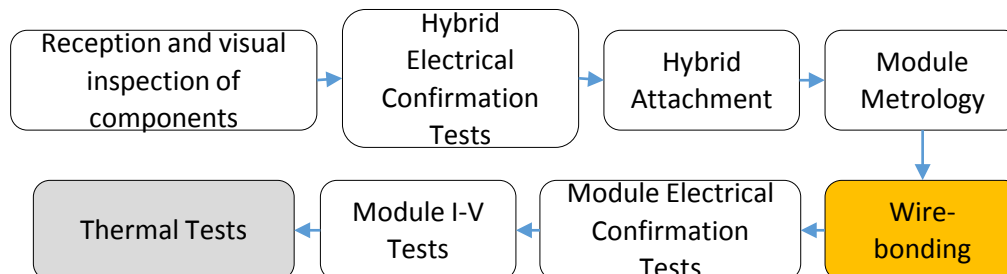 Reception and visual
inspection of
components
Hybrid
Electrical
Confirmation
Tests
Hybrid
Attachment
Module
Metrology
Thermal Tests
Module I-V
Tests
Module Electrical
Confirmation
Tests
Wire-
bonding